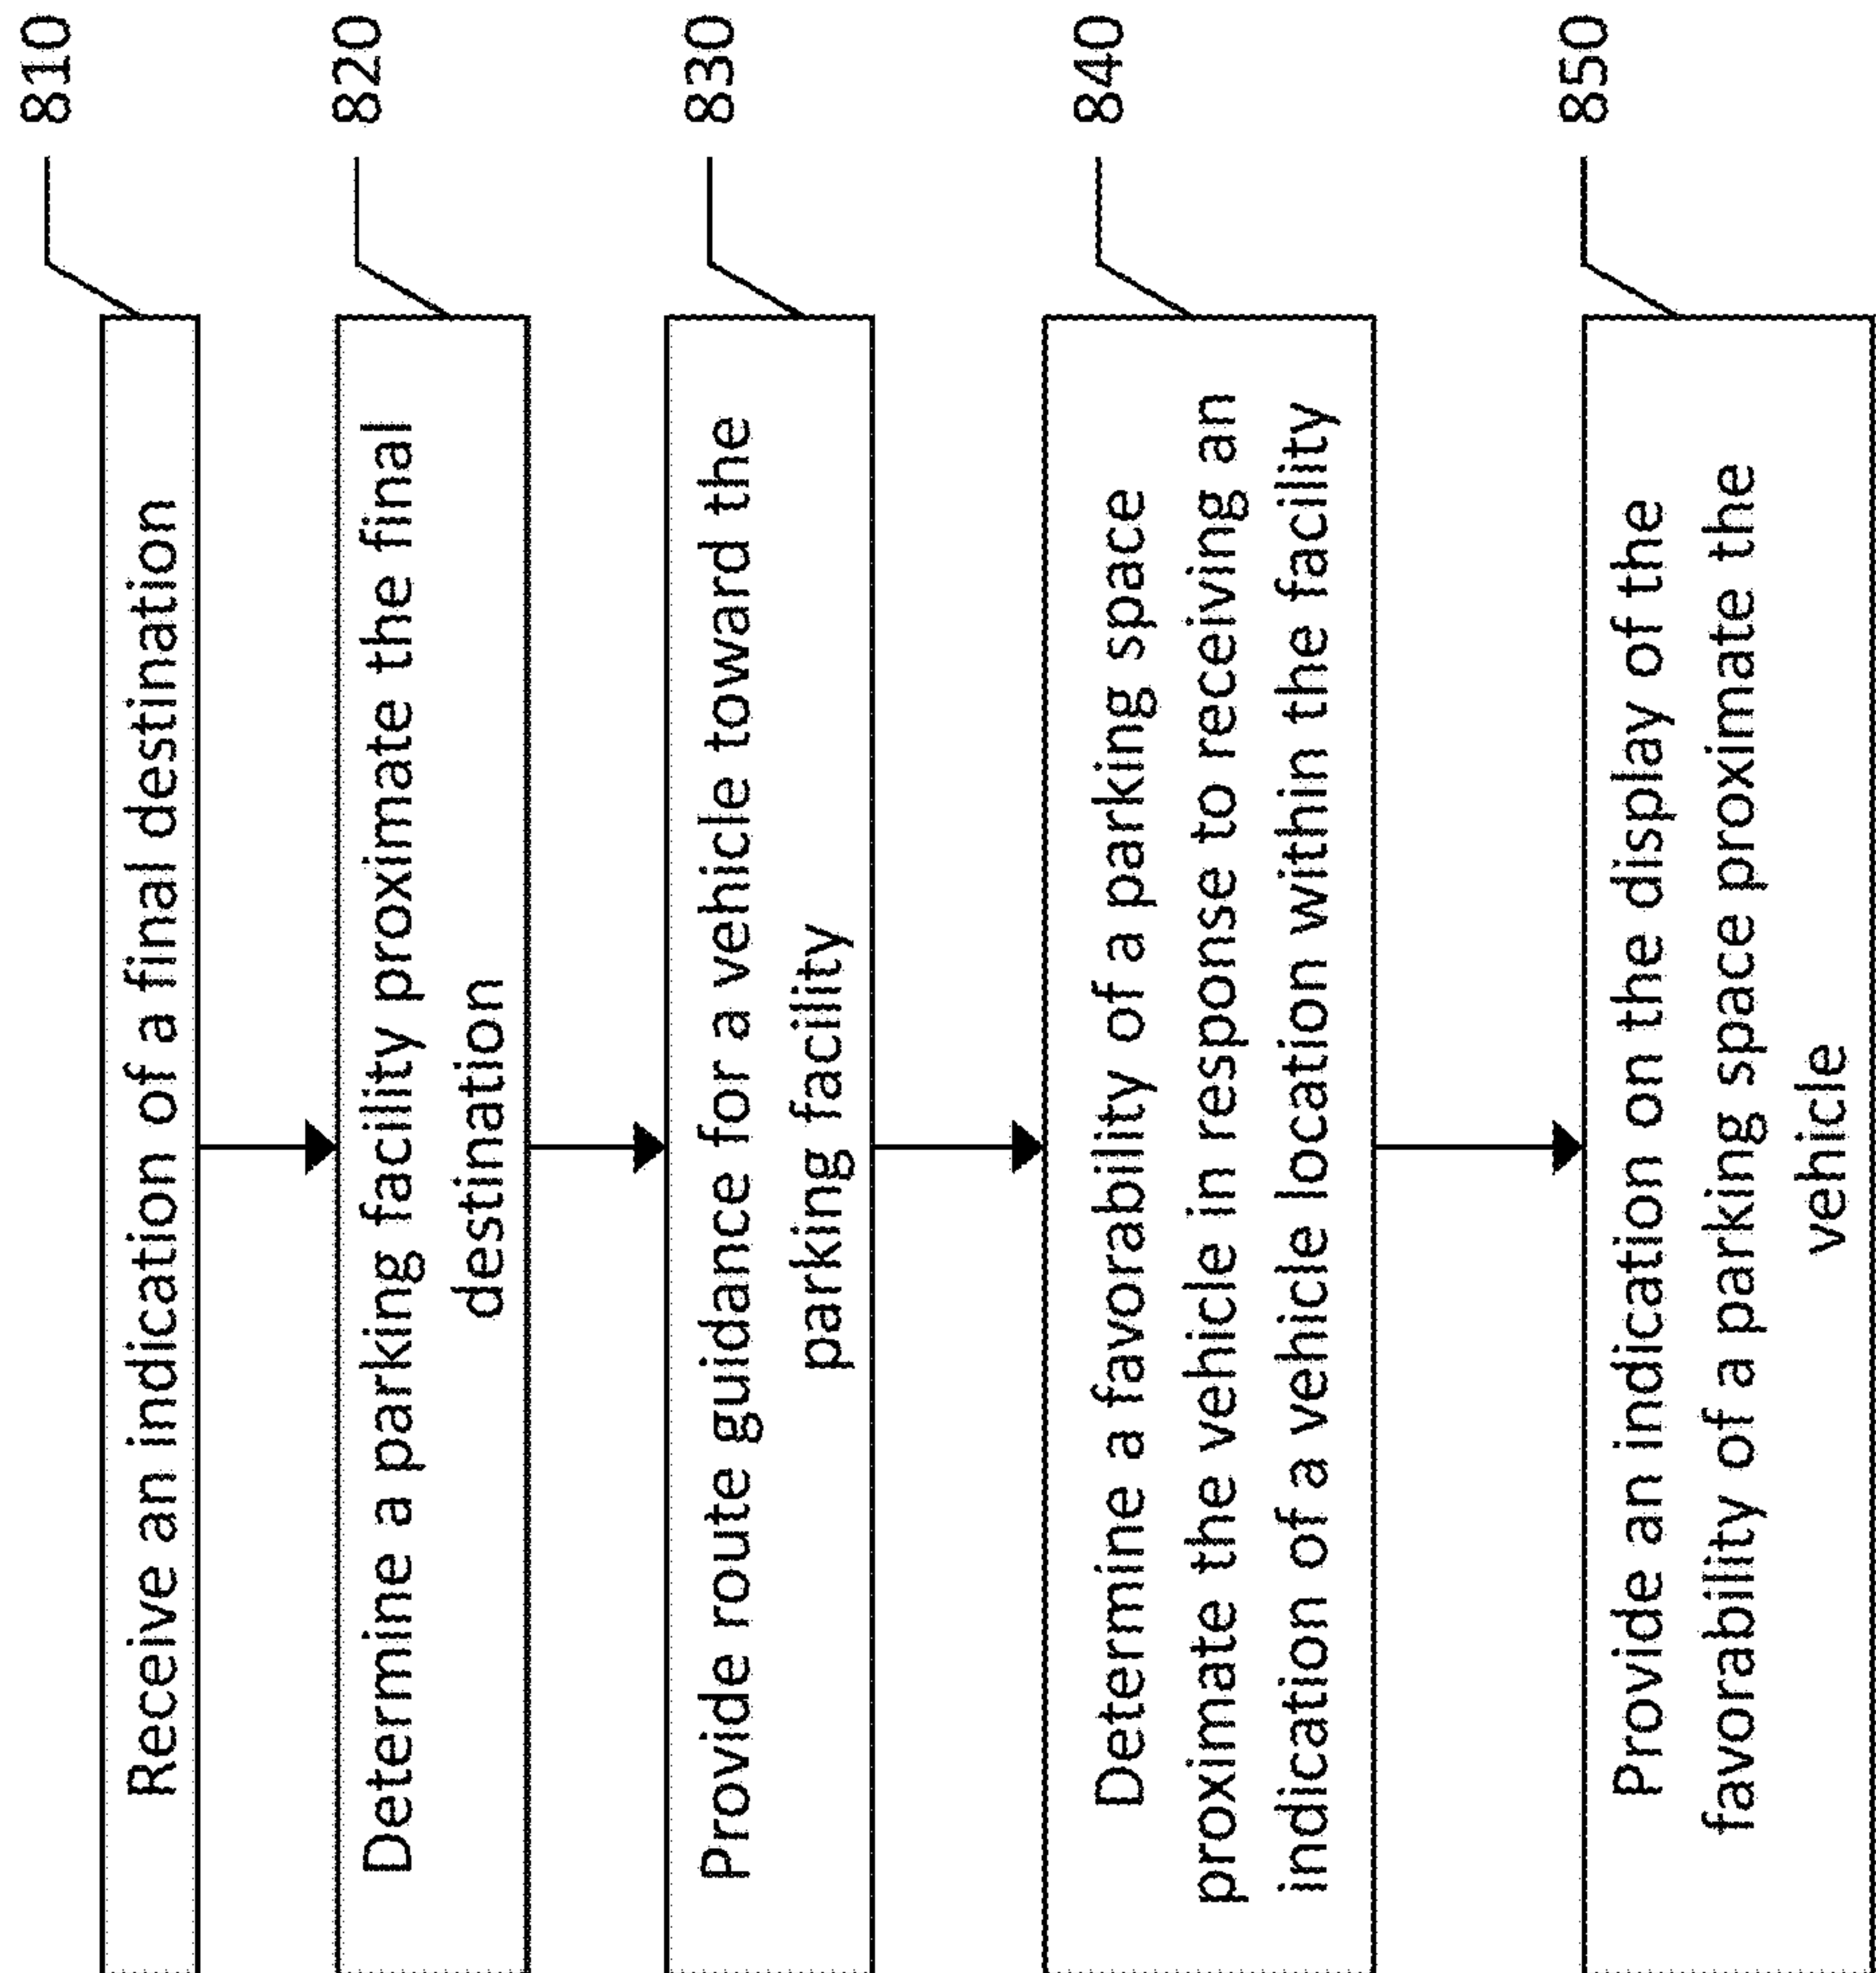 Receive an indication of a final destination
810
Determine a parking facility proximate the final
destination
820
Provide route guidance for a vehicle toward the
parking facility
830
Determine a favorability of a parking space
proximate the vehicle in response to receiving an
indication of a vehicle location within the facility
840
Provide an indication on the display of the
favorability of a parking space proximate the
vehicle
850